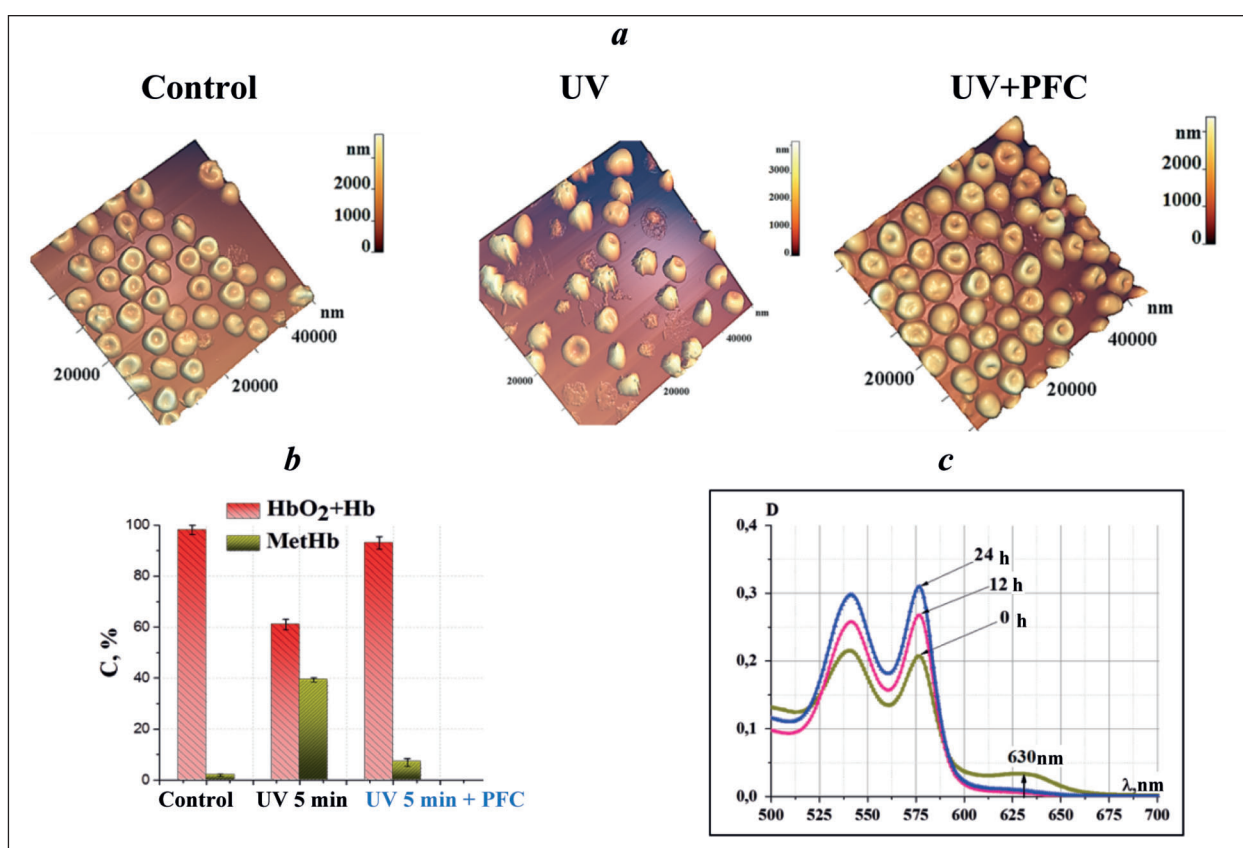 a
Control
UV
UV+PFC
nm
2000
1000
0
nm
40000
20000
20000
nm
3000
2000
1000
0
nm
40000
20000
20000
nm
2000
1000
0
nm
40000
20000
20000
b
HbO₂+Hb
MetHb
C, %
100
80
60
40
20
0
Control
UV 5 min
UV 5 min + PFC
c
D
0,4
0,3
0,2
0,1
0,0
24 h
12 h
0 h
630nm
λ,nm
500 525 550 575 600 625 650 675 700